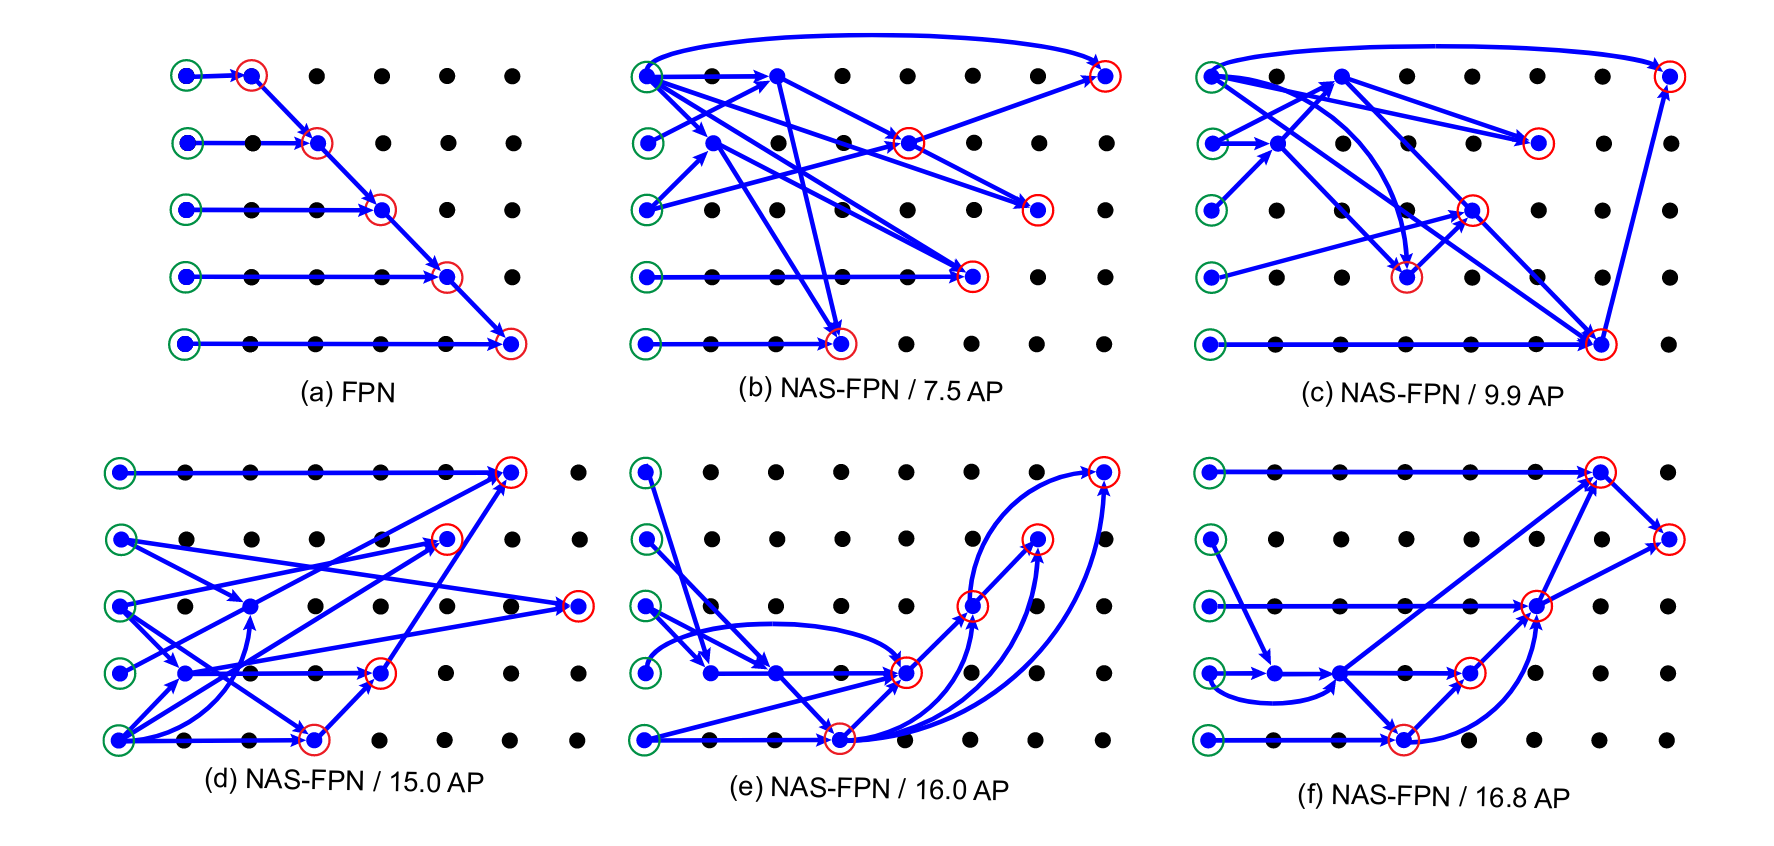 (a) FPN
(b) NAS-FPN / 7.5 AP
(c) NAS-FPN / 9.9 AP
(d) NAS-FPN / 15.0 AP
(e) NAS-FPN / 16.0 AP
(f) NAS-FPN / 16.8 AP